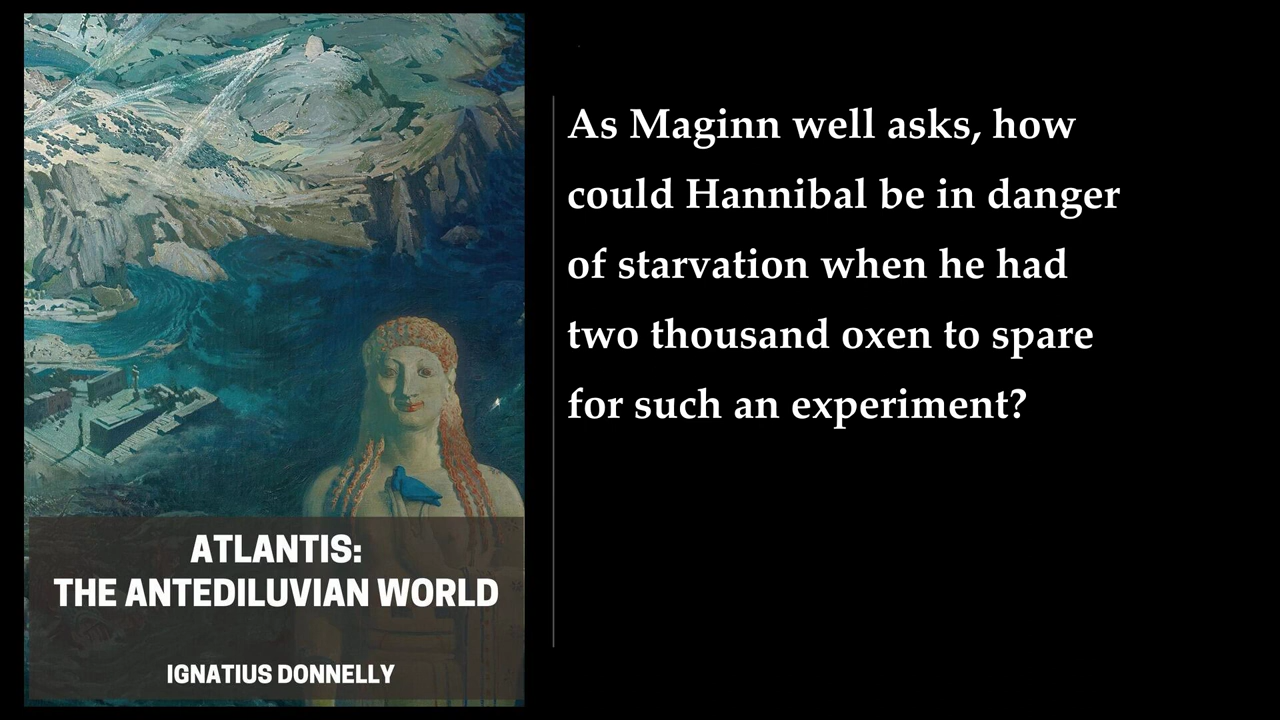 ATLANTIS:
THE ANTEDILUVIAN WORLD
IGNATIUS DONNELLY
As Maginn well asks, how
could Hannibal be in danger
of starvation when he had
two thousand oxen to spare
for such an experiment?